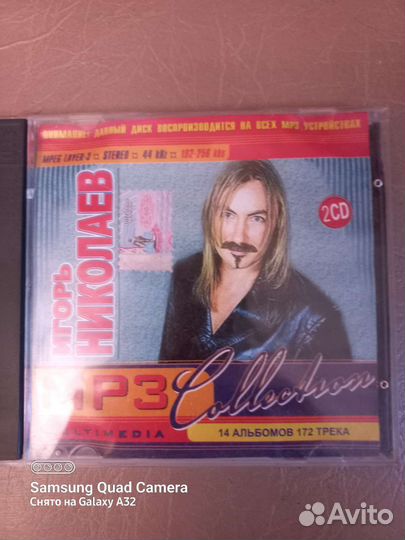 ВНИМАНИЕ! ДАННЫЙ ДИСК ВОСПРОИЗВОДИТСЯ НА ВСЕХ MP3 УСТРОЙСТВАХ
MPEG LAYER-3 STEREO 44 kHz 192-256 kbs
ИГОРЬ
НИКОЛАЕВ
2CD
MP3 Collection
LTIMEDIA
14 АЛЬБОМОВ 172 ТРЕКА
Samsung Quad Camera
Снято на Galaxy A32
Avito